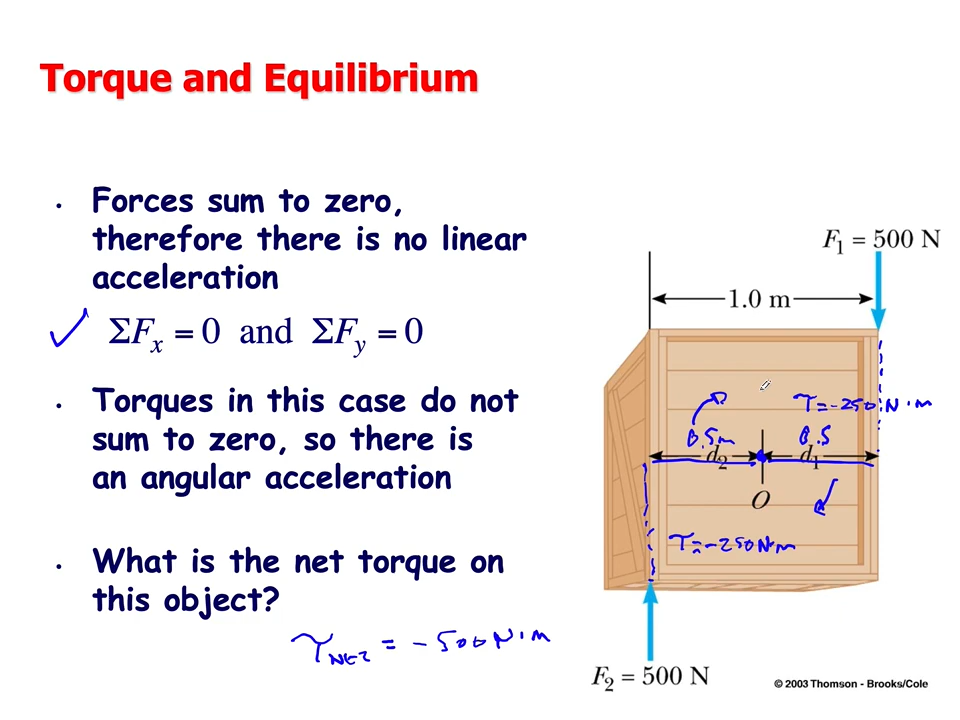 Torque and Equilibrium
• Forces sum to zero,
therefore there is no linear
acceleration
ΣFx = 0 and ΣFy = 0
• Torques in this case do not
sum to zero, so there is
an angular acceleration
• What is the net torque on
this object?
τNET = -500 N·m
F1 = 500 N
1.0 m
τ = -250 N·m
0.5m 0.5
d2 d1
O
τ = -250 N·m
F2 = 500 N
© 2003 Thomson - Brooks/Cole